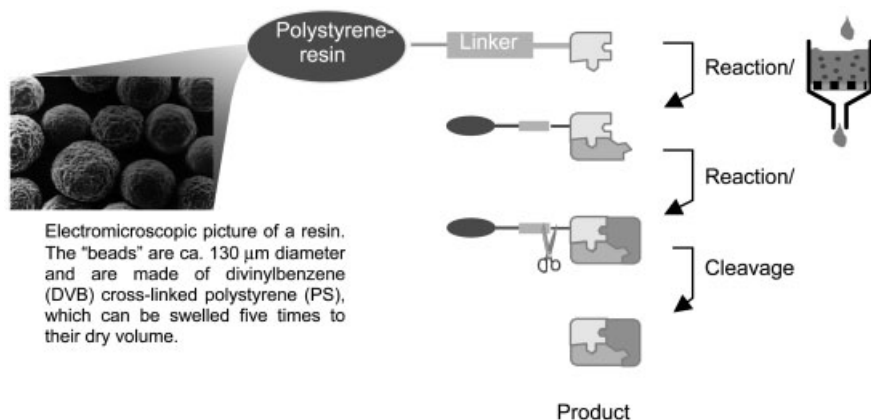 Polystyrene-
resin
Linker
Reaction/
Reaction/
Cleavage
Electromicroscopic picture of a resin.
The "beads" are ca. 130 μm diameter
and are made of divinylbenzene
(DVB) cross-linked polystyrene (PS),
which can be swelled five times to
their dry volume.
Product